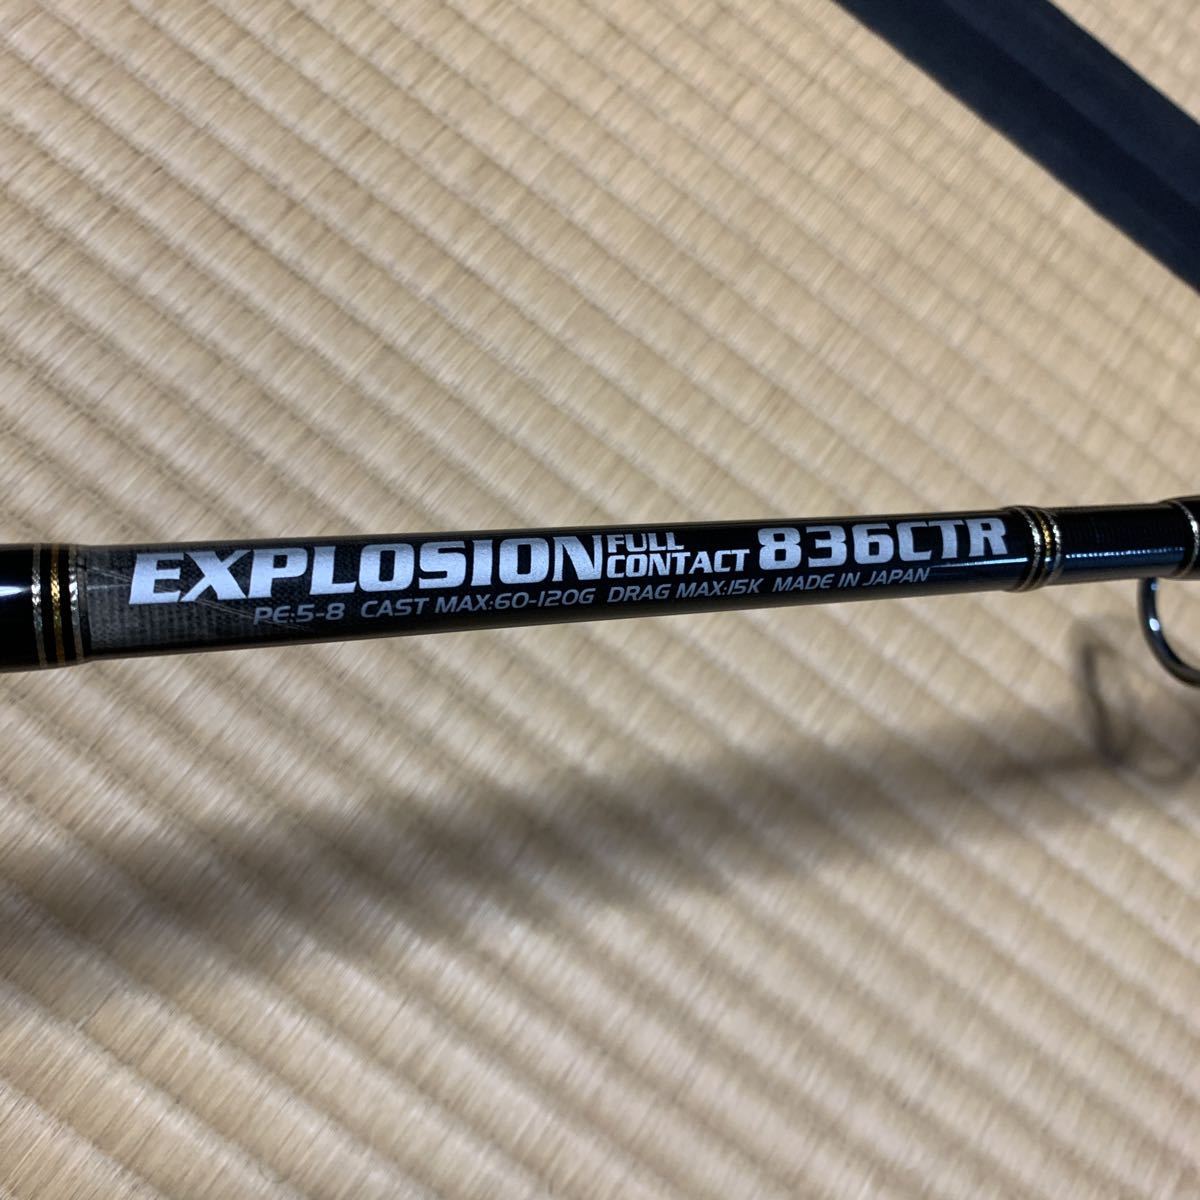 EXPLOSION FULL CONTACT 836CTR
PE:5-8 CAST MAX:60-120G DRAG MAX:15K MADE IN JAPAN